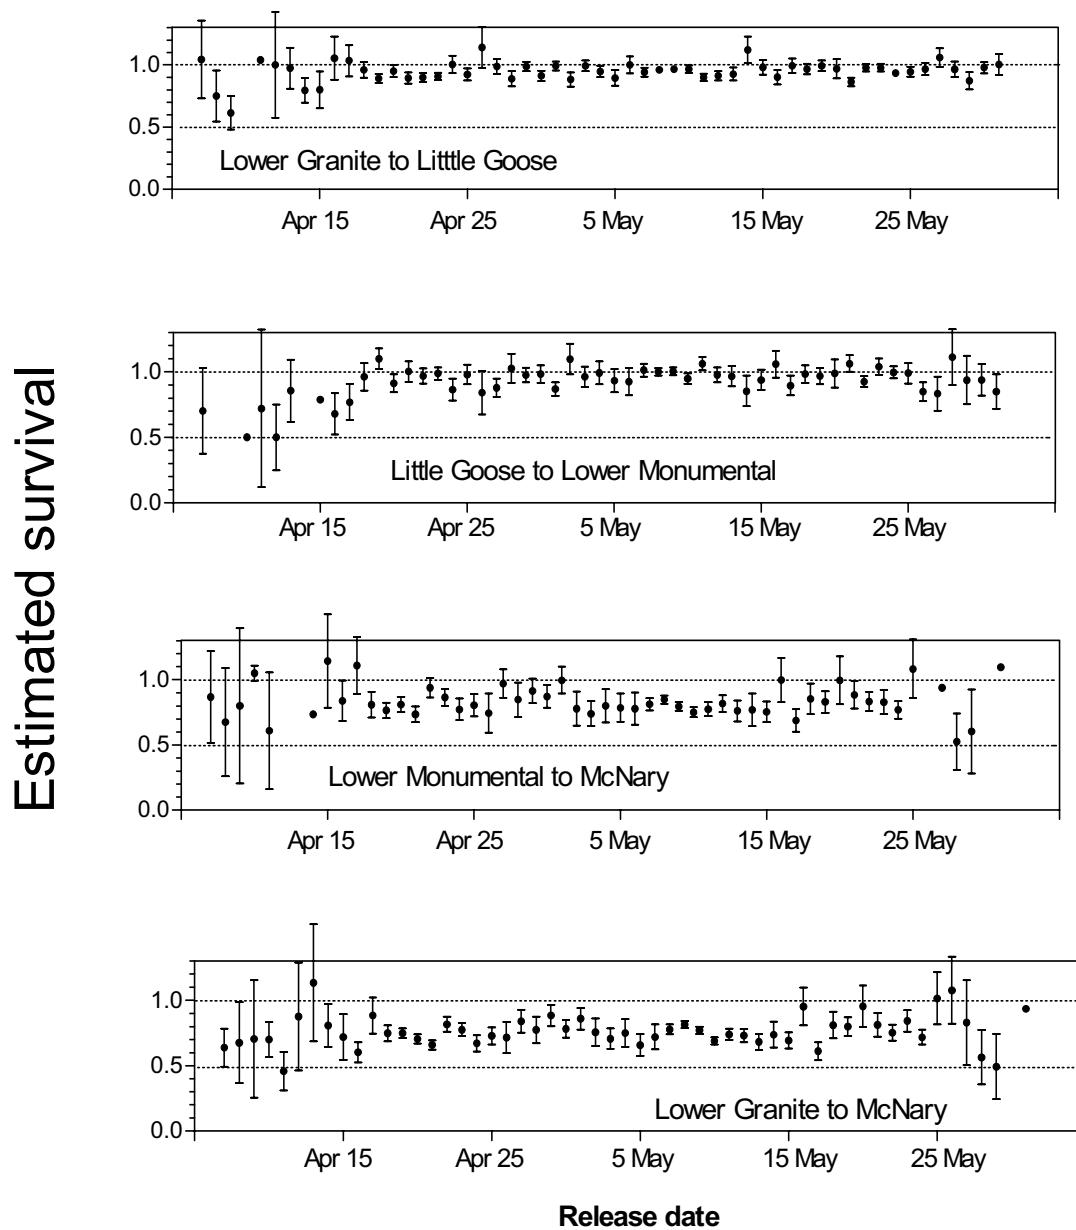 Estimated survival
1.0
0.5
Lower Granite to Litttle Goose
0.0
Apr 15 Apr 25 5 May 15 May 25 May
1.0
0.5
Little Goose to Lower Monumental
0.0
Apr 15 Apr 25 5 May 15 May 25 May
1.0
0.5
Lower Monumental to McNary
0.0
Apr 15 Apr 25 5 May 15 May 25 May
1.0
0.5
Lower Granite to McNary
0.0
Apr 15 Apr 25 5 May 15 May 25 May
Release date